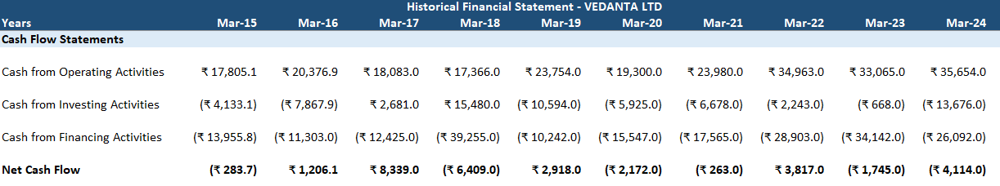 Historical Financial Statement - VEDANTA LTD
Years Mar-15 Mar-16 Mar-17 Mar-18 Mar-19 Mar-20 Mar-21 Mar-22 Mar-23 Mar-24
Cash Flow Statements
Cash from Operating Activities ₹ 17,805.1 ₹ 20,376.9 ₹ 18,083.0 ₹ 17,366.0 ₹ 23,754.0 ₹ 19,300.0 ₹ 23,980.0 ₹ 34,963.0 ₹ 33,065.0 ₹ 35,654.0
Cash from Investing Activities (₹ 4,133.1) (₹ 7,867.9) ₹ 2,681.0 ₹ 15,480.0 (₹ 10,594.0) (₹ 5,925.0) (₹ 6,678.0) (₹ 2,243.0) (₹ 668.0) (₹ 13,676.0)
Cash from Financing Activities (₹ 13,955.8) (₹ 11,303.0) (₹ 12,425.0) (₹ 39,255.0) (₹ 10,242.0) (₹ 15,547.0) (₹ 17,565.0) (₹ 28,903.0) (₹ 34,142.0) (₹ 26,092.0)
Net Cash Flow (₹ 283.7) ₹ 1,206.1 ₹ 8,339.0 (₹ 6,409.0) ₹ 2,918.0 (₹ 2,172.0) (₹ 263.0) ₹ 3,817.0 (₹ 1,745.0) (₹ 4,114.0)